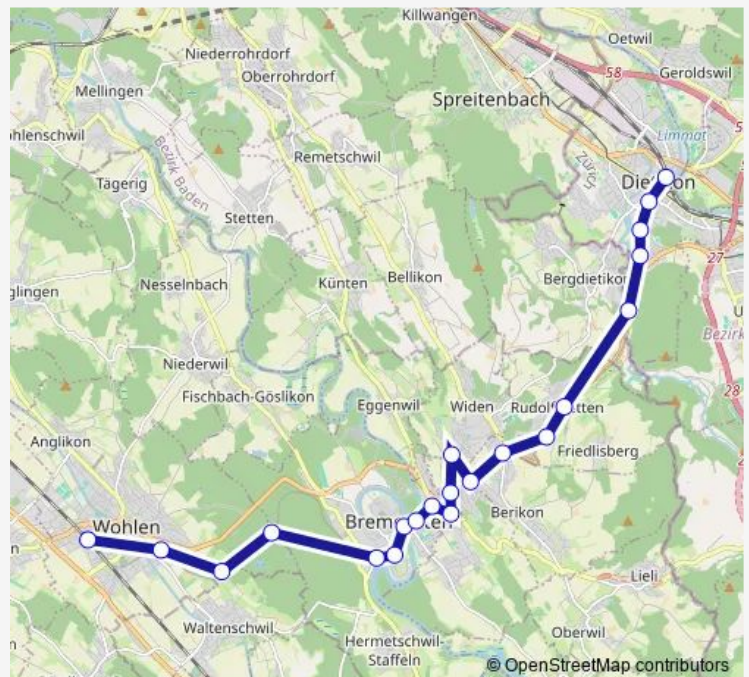 Killwangen
Oetwil
Niederrohrdorf
58
Geroldswil
Oberrohrdorf
Mellingen
Spreitenbach
Limmat
Bezirk Baden
Remetschwil
Zürich
Tägerig
Stetten
27
Künten
Bellikon
Nesselnbach
Bergdietikon
Bezirk
Niederwil
28
Fischbach-Göslikon
Eggenwil
Widen
Anglikon
Friedlisberg
Wohlen
Berikon
Lieli
Waltenschwil
Oberwil
Hermetschwil-
Staffeln
© OpenStreetMap contributors